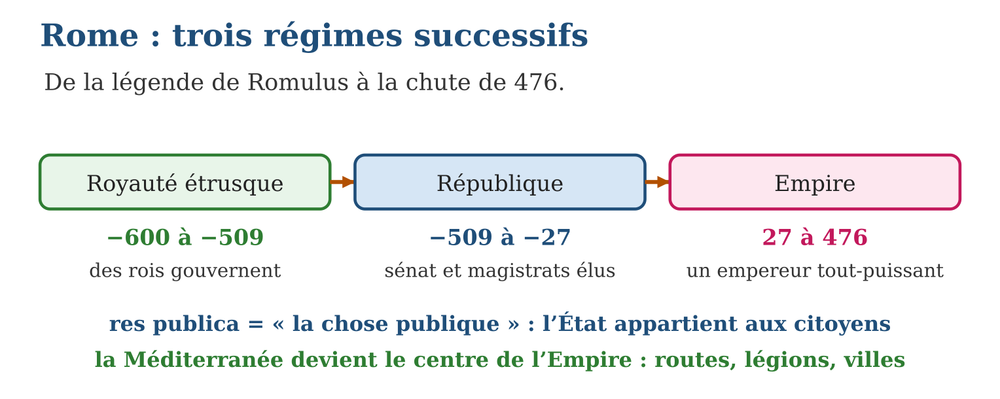 Rome : trois régimes successifs
De la légende de Romulus à la chute de 476.
Royauté étrusque
République
Empire
−600 à −509
−509 à −27
27 à 476
des rois gouvernent
sénat et magistrats élus
un empereur tout-puissant
res publica = « la chose publique » : l’État appartient aux citoyens
la Méditerranée devient le centre de l’Empire : routes, légions, villes